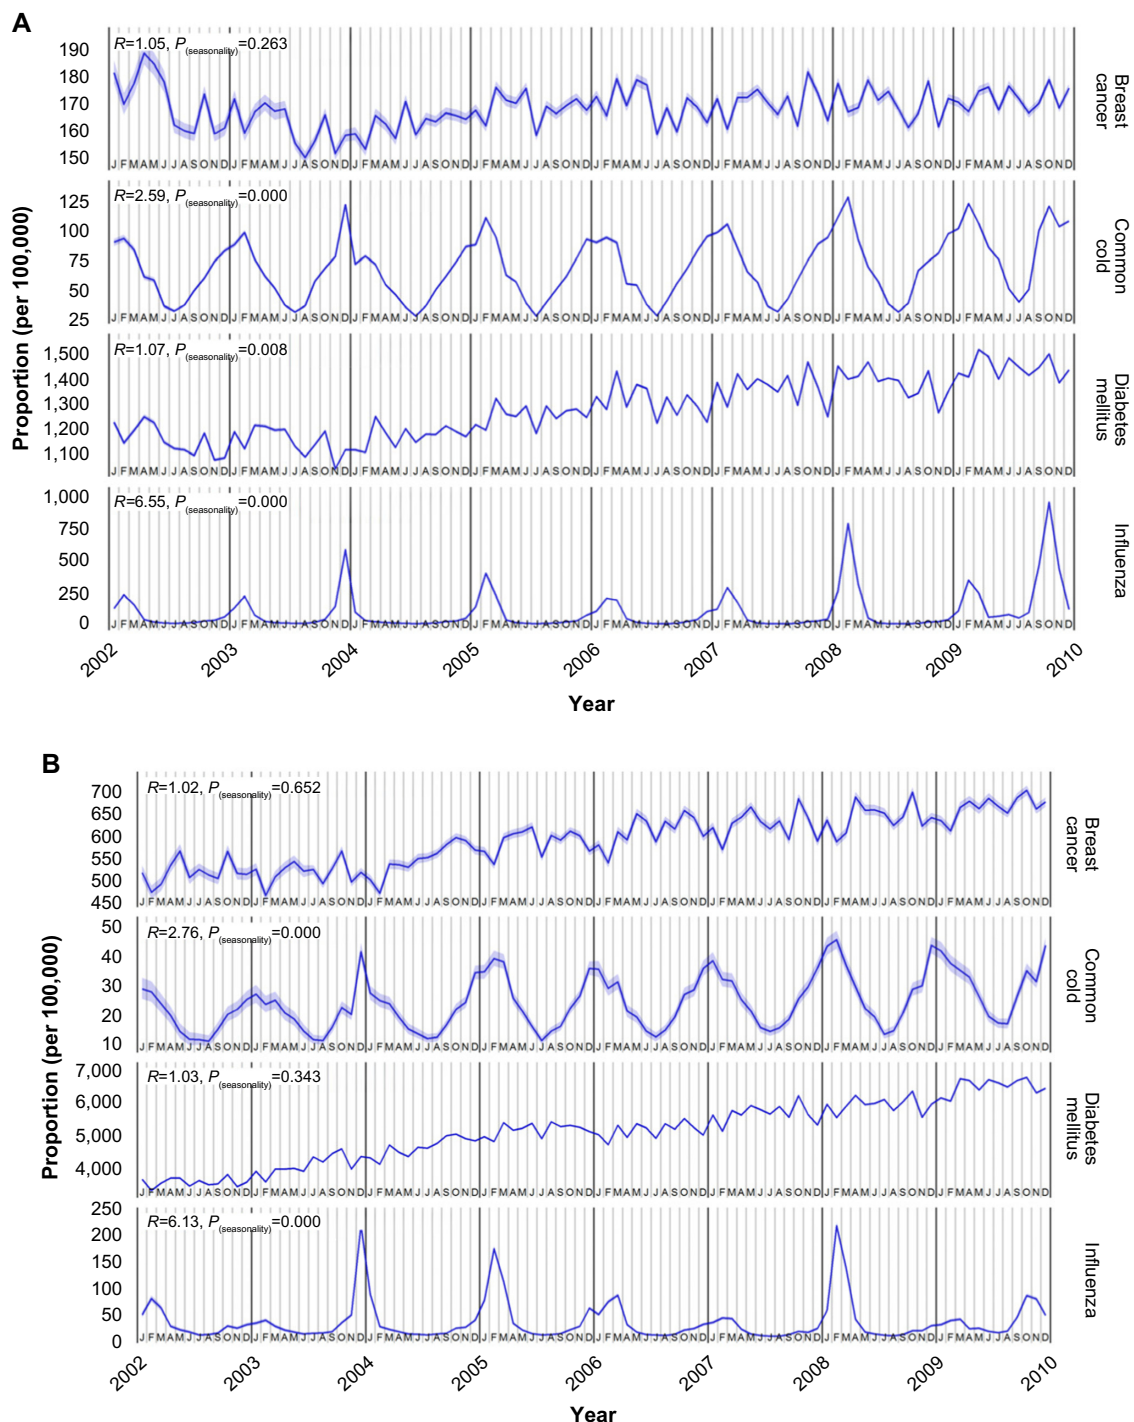 A
R=1.05, P(seasonality)=0.263
190
180
170
160
150
J F M A M J J A S O N D J F M A M J J A S O N D J F M A M J J A S O N D J F M A M J J A S O N D J F M A M J J A S O N D J F M A M J J A S O N D J F M A M J J A S O N D J F M A M J J A S O N D
Breast
cancer
R=2.59, P(seasonality)=0.000
125
100
75
50
25
J F M A M J J A S O N D J F M A M J J A S O N D J F M A M J J A S O N D J F M A M J J A S O N D J F M A M J J A S O N D J F M A M J J A S O N D J F M A M J J A S O N D J F M A M J J A S O N D
Common
cold
Proportion (per 100,000)
R=1.07, P(seasonality)=0.008
1,500
1,400
1,300
1,200
1,100
J F M A M J J A S O N D J F M A M J J A S O N D J F M A M J J A S O N D J F M A M J J A S O N D J F M A M J J A S O N D J F M A M J J A S O N D J F M A M J J A S O N D J F M A M J J A S O N D
Diabetes
mellitus
R=6.55, P(seasonality)=0.000
1,000
750
500
250
0
J F M A M J J A S O N D J F M A M J J A S O N D J F M A M J J A S O N D J F M A M J J A S O N D J F M A M J J A S O N D J F M A M J J A S O N D J F M A M J J A S O N D J F M A M J J A S O N D
Influenza
2002 2003 2004 2005 2006 2007 2008 2009 2010
Year
B
R=1.02, P(seasonality)=0.652
700
650
600
550
500
450
J F M A M J J A S O N D J F M A M J J A S O N D J F M A M J J A S O N D J F M A M J J A S O N D J F M A M J J A S O N D J F M A M J J A S O N D J F M A M J J A S O N D J F M A M J J A S O N D
Breast
cancer
R=2.76, P(seasonality)=0.000
50
40
30
20
10
J F M A M J J A S O N D J F M A M J J A S O N D J F M A M J J A S O N D J F M A M J J A S O N D J F M A M J J A S O N D J F M A M J J A S O N D J F M A M J J A S O N D J F M A M J J A S O N D
Common
cold
Proportion (per 100,000)
R=1.03, P(seasonality)=0.343
7,000
6,000
5,000
4,000
J F M A M J J A S O N D J F M A M J J A S O N D J F M A M J J A S O N D J F M A M J J A S O N D J F M A M J J A S O N D J F M A M J J A S O N D J F M A M J J A S O N D J F M A M J J A S O N D
Diabetes
mellitus
R=6.13, P(seasonality)=0.000
250
200
150
100
50
0
J F M A M J J A S O N D J F M A M J J A S O N D J F M A M J J A S O N D J F M A M J J A S O N D J F M A M J J A S O N D J F M A M J J A S O N D J F M A M J J A S O N D J F M A M J J A S O N D
Influenza
2002 2003 2004 2005 2006 2007 2008 2009 2010
Year